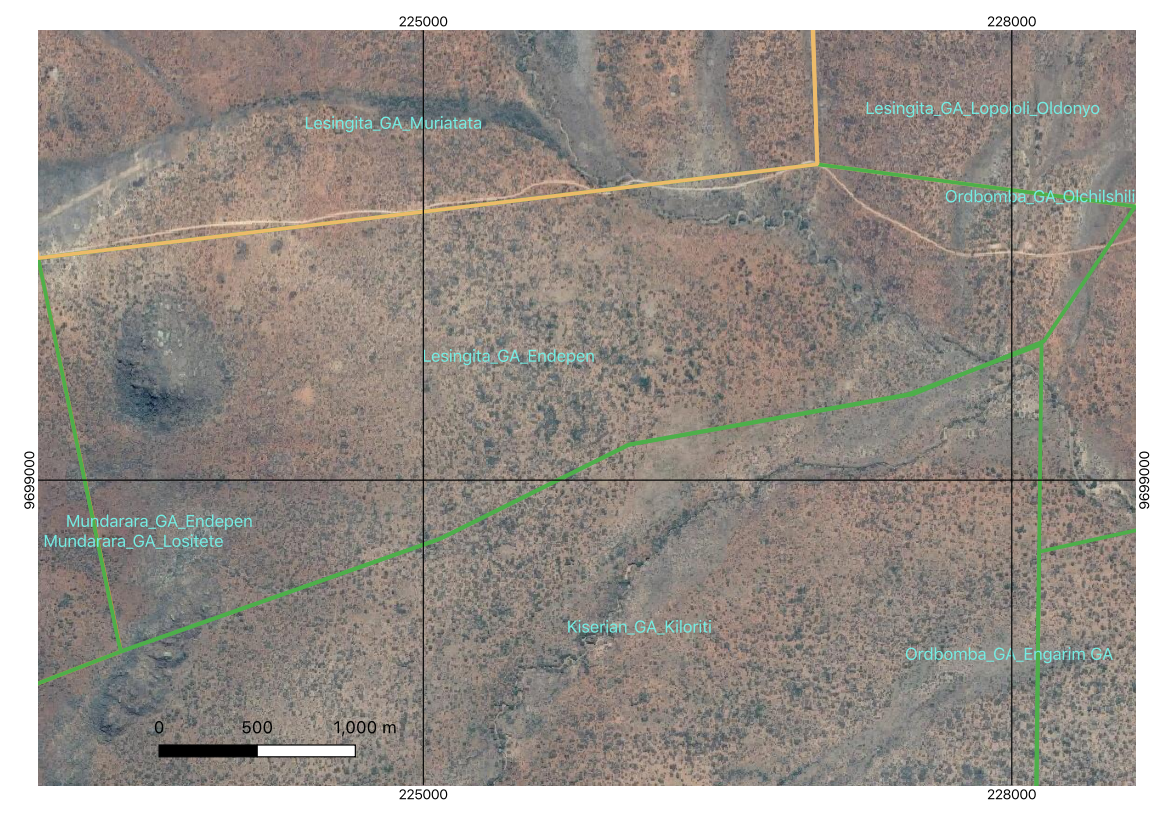 225000 228000
Lesingita_GA_Lopololi_Oldonyo
Lesingita_GA_Muriatata
Ordbomba_GA_Olchilshili
Lesingita_GA_Endepen
9699000 9699000
Mundarara_GA_Endepen
Mundarara_GA_Lositete
Kiserian_GA_Kiloriti
Ordbomba_GA_Engarim GA
0 500 1,000 m
225000 228000